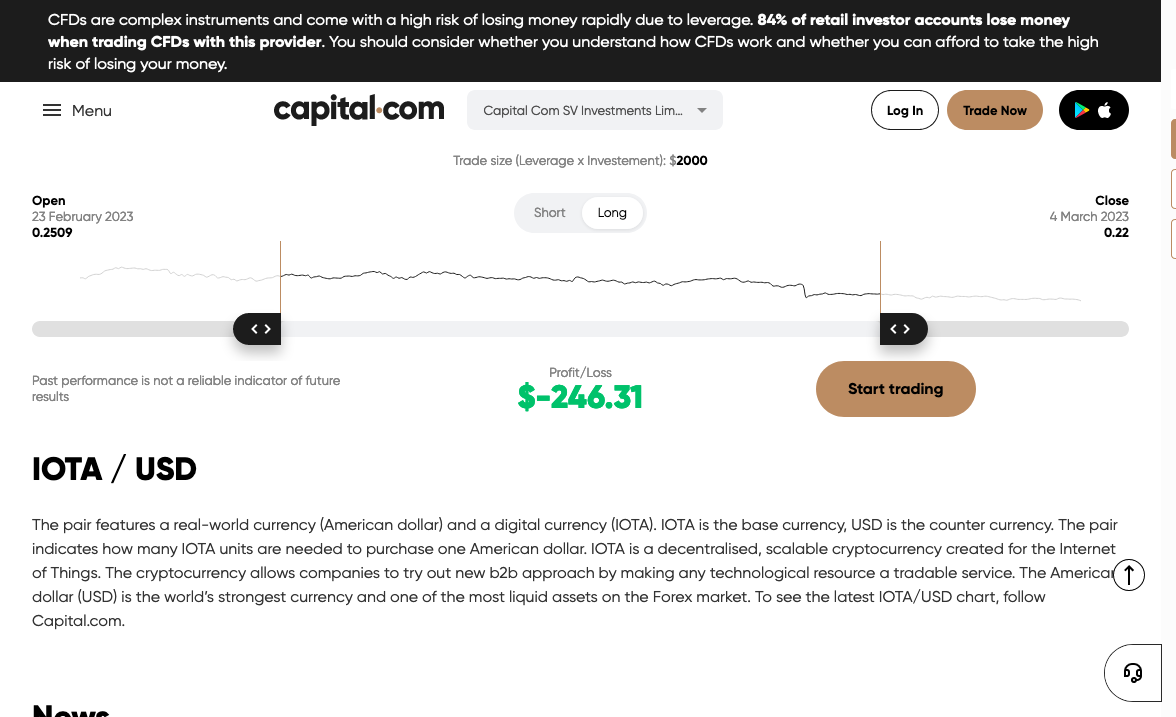 CFDs are complex instruments and come with a high risk of losing money rapidly due to leverage. 84% of retail investor accounts lose money
when trading CFDs with this provider. You should consider whether you understand how CFDs work and whether you can afford to take the high
risk of losing your money.
Menu
capital.com
Capital Com SV Investments Lim...
Log In
Trade Now
Trade size (Leverage x Investement): $2000
Open
23 February 2023
0.2509
Short
Long
Close
4 March 2023
0.22
Past performance is not a reliable indicator of future
results
Profit/Loss
$-246.31
Start trading
IOTA / USD
The pair features a real-world currency (American dollar) and a digital currency (IOTA). IOTA is the base currency, USD is the counter currency. The pair
indicates how many IOTA units are needed to purchase one American dollar. IOTA is a decentralised, scalable cryptocurrency created for the Internet
of Things. The cryptocurrency allows companies to try out new b2b approach by making any technological resource a tradable service. The American
dollar (USD) is the world's strongest currency and one of the most liquid assets on the Forex market. To see the latest IOTA/USD chart, follow
Capital.com.
News